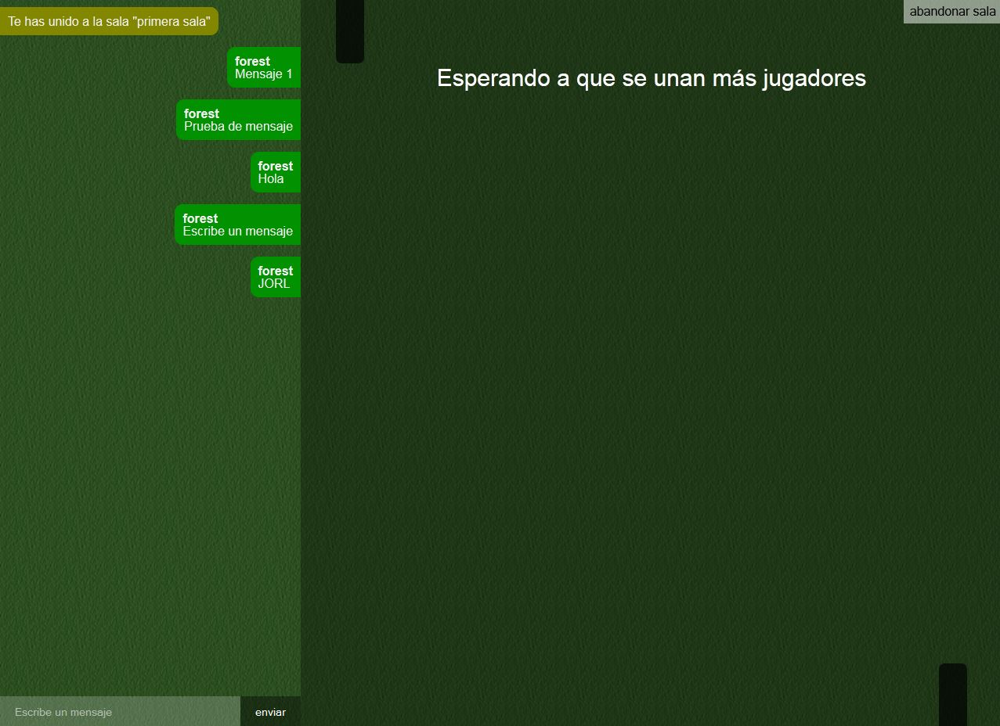 Te has unido a la sala "primera sala"
forest
Mensaje 1
forest
Prueba de mensaje
forest
Hola
forest
Escribe un mensaje
forest
JORL
Escribe un mensaje
enviar
abandonar sala
Esperando a que se unan más jugadores